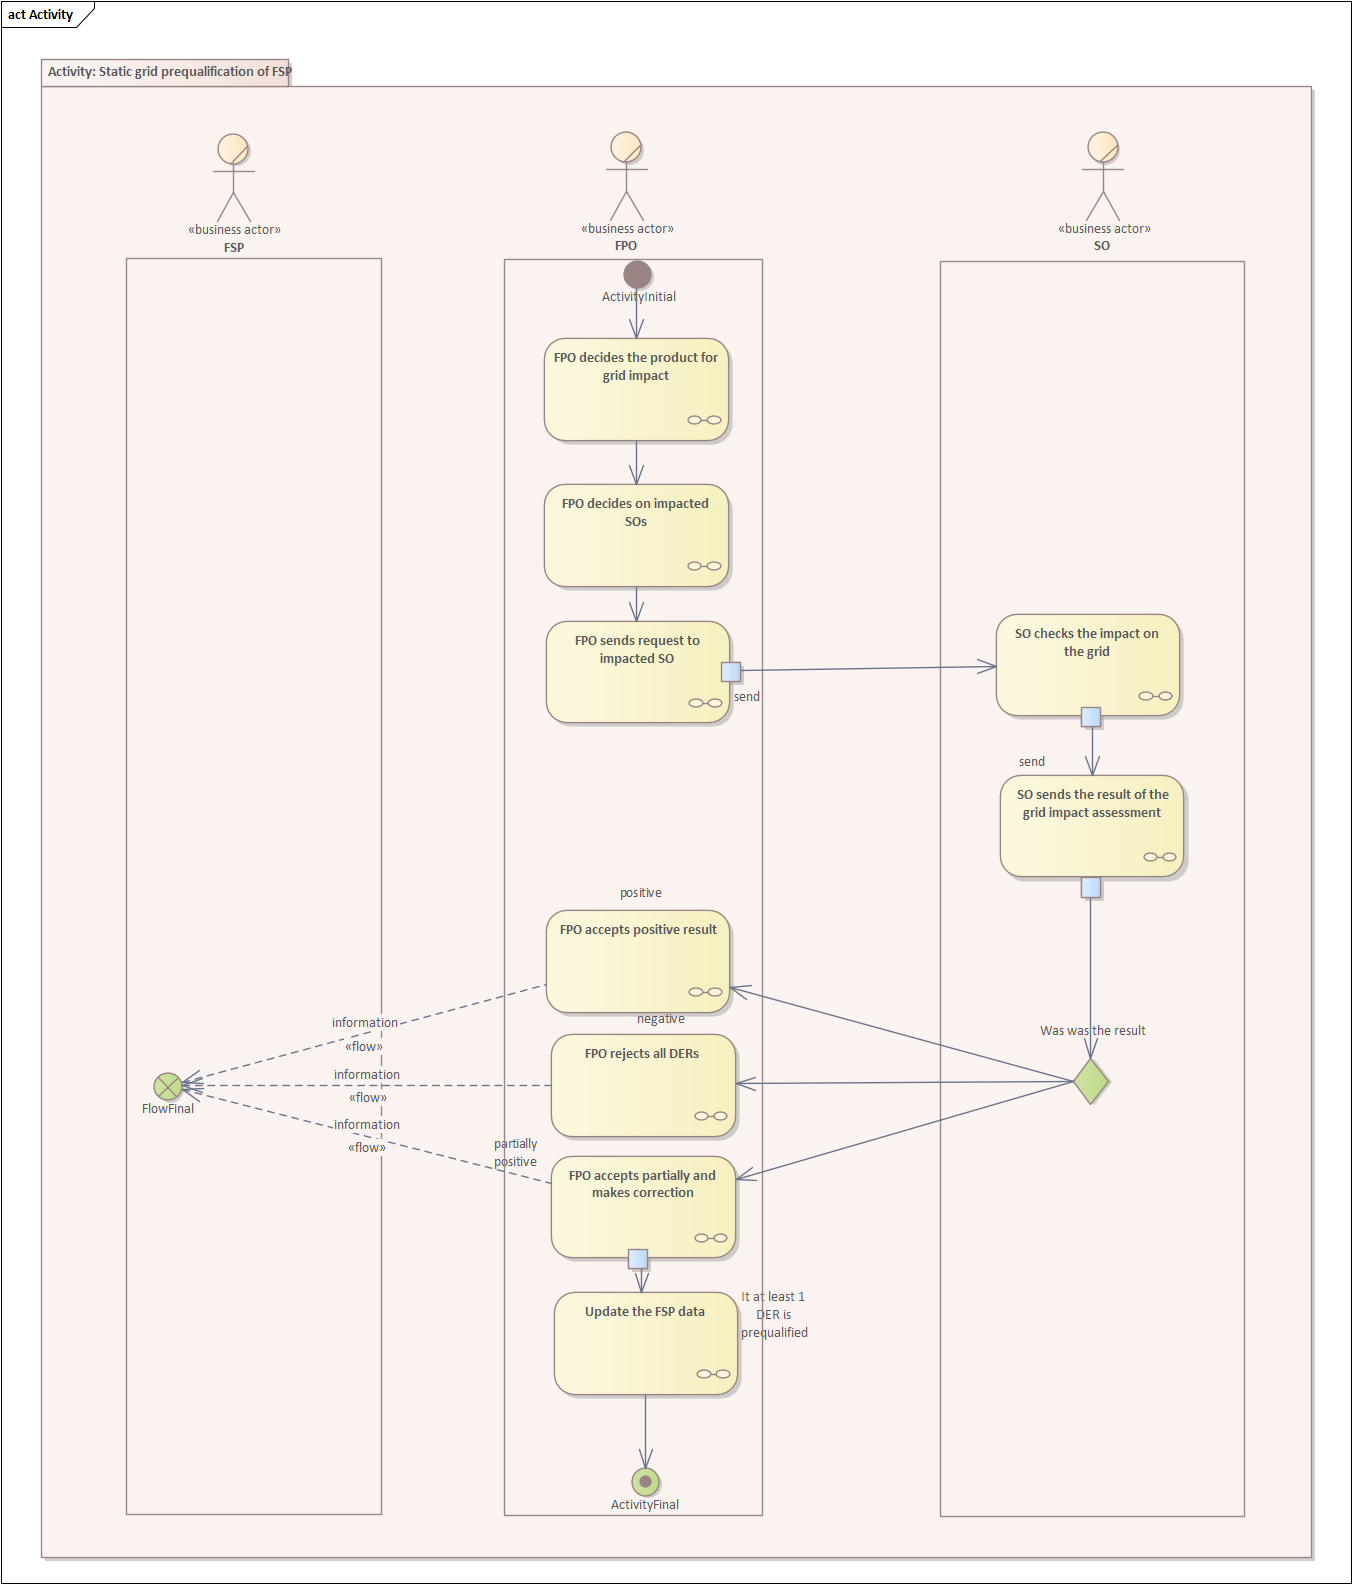 act Activity
Activity: Static grid prequalification of FSP
«business actor»
FSP
«business actor»
FPO
«business actor»
SO
ActivityInitial
FPO decides the product for
grid impact
FPO decides on impacted
SOs
FPO sends request to
impacted SO
send
SO checks the impact on
the grid
send
SO sends the result of the
grid impact assessment
positive
FPO accepts positive result
Was was the result
negative
FPO rejects all DERs
information
«flow»
information
«flow»
information
«flow»
FlowFinal
partially
positive
FPO accepts partially and
makes correction
Update the FSP data
It at least 1
DER is
prequalified
ActivityFinal